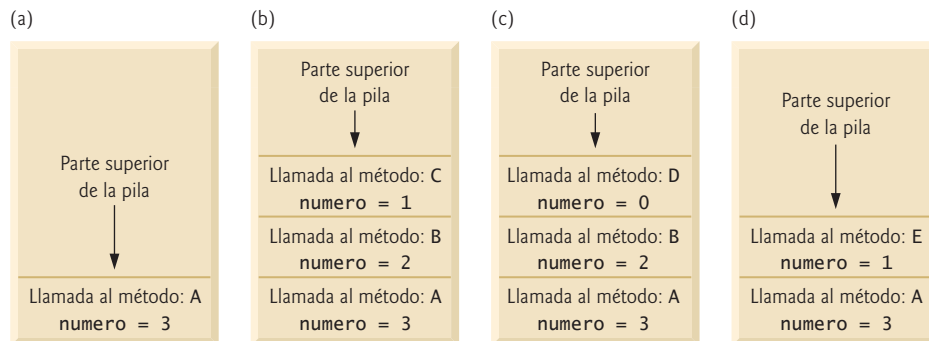 (a)
Parte superior
de la pila
Llamada al método: A
numero = 3
(b)
Parte superior
de la pila
Llamada al método: C
numero = 1
Llamada al método: B
numero = 2
Llamada al método: A
numero = 3
(c)
Parte superior
de la pila
Llamada al método: D
numero = 0
Llamada al método: B
numero = 2
Llamada al método: A
numero = 3
(d)
Parte superior
de la pila
Llamada al método: E
numero = 1
Llamada al método: A
numero = 3